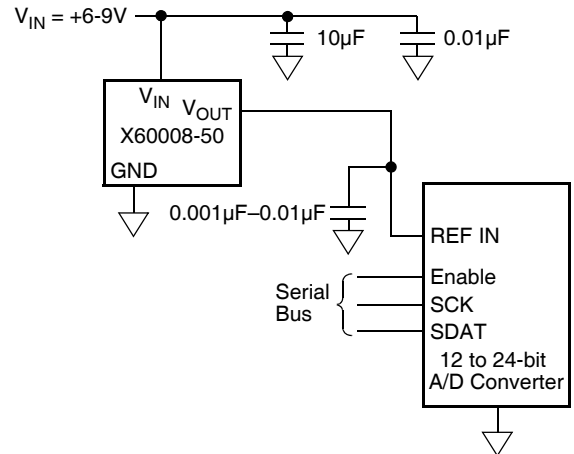 V_IN = +6-9V
10µF
0.01µF
V_IN
V_OUT
X60008-50
GND
0.001µF–0.01µF
REF IN
Enable
Serial
Bus
SCK
SDAT
12 to 24-bit
A/D Converter